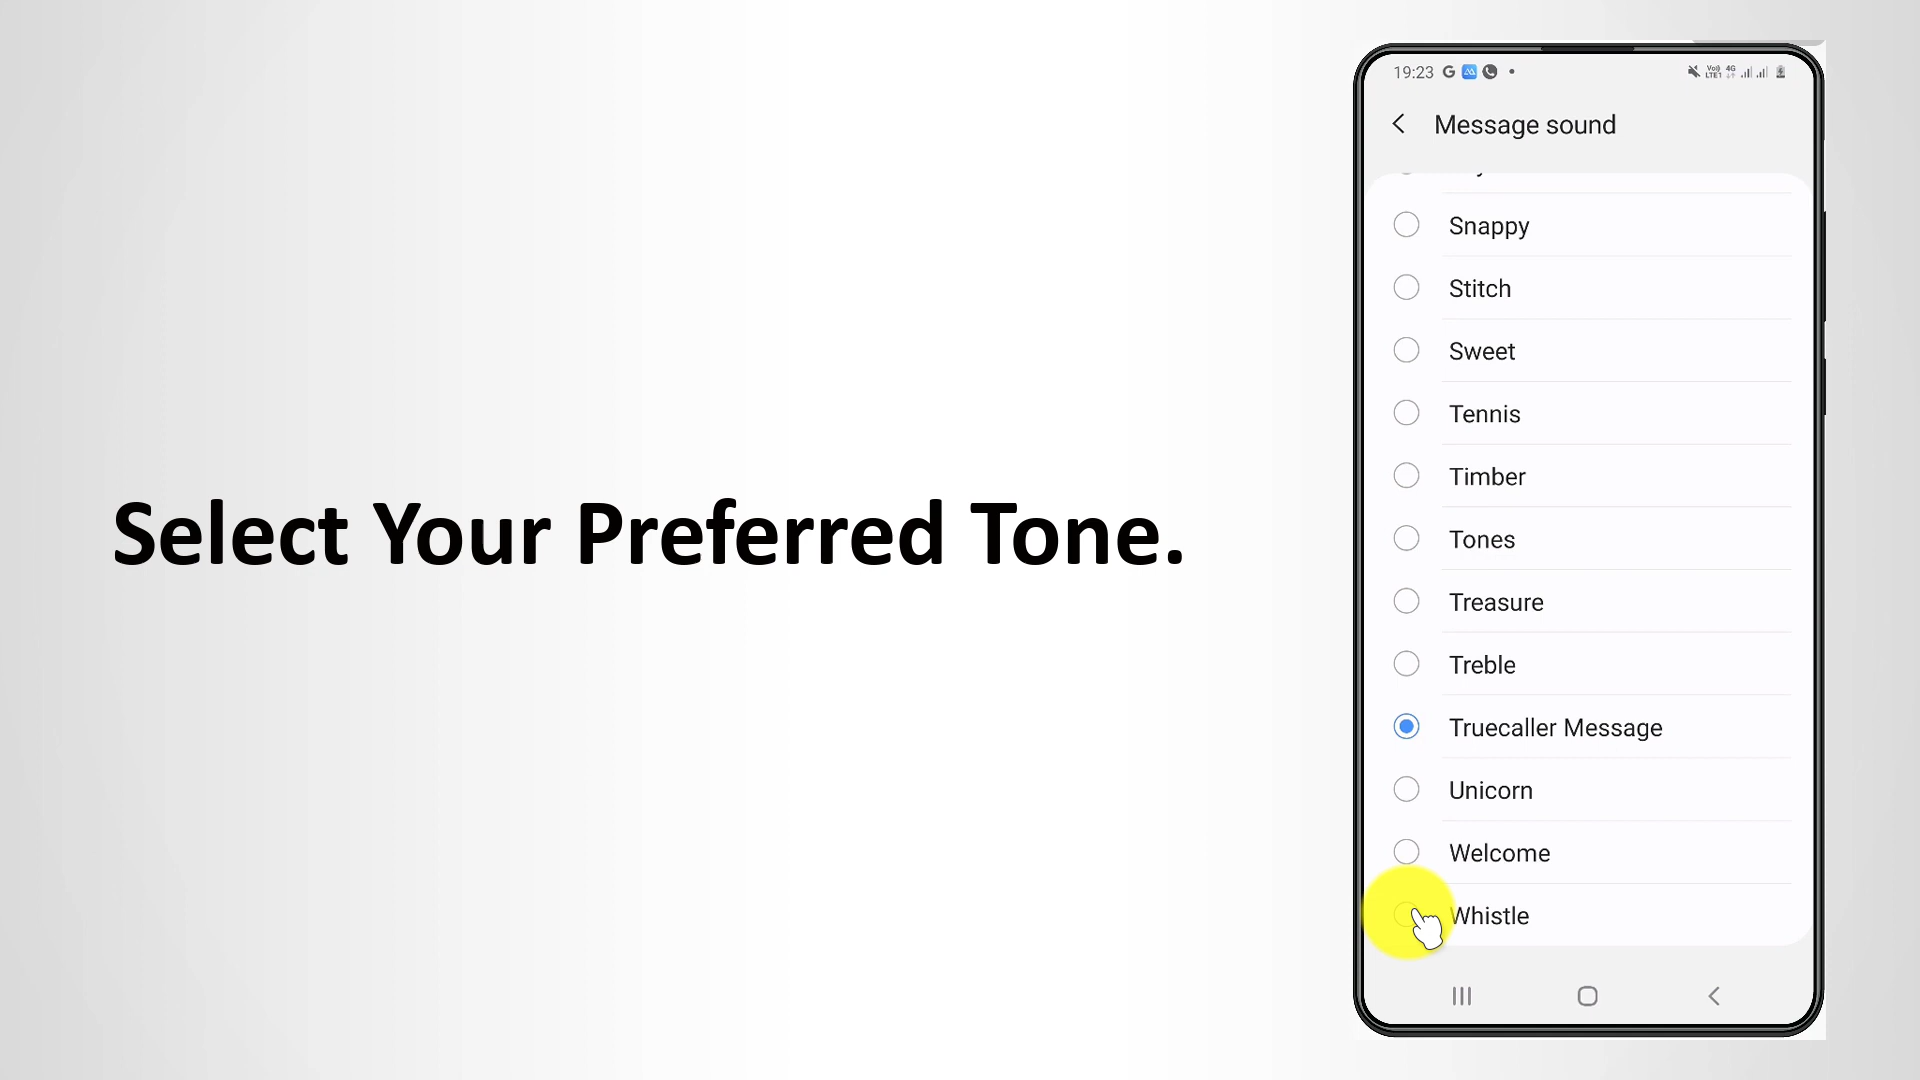 Select Your Preferred Tone.
19:23
Message sound
Snappy
Stitch
Sweet
Tennis
Timber
Tones
Treasure
Treble
Truecaller Message
Unicorn
Welcome
Whistle